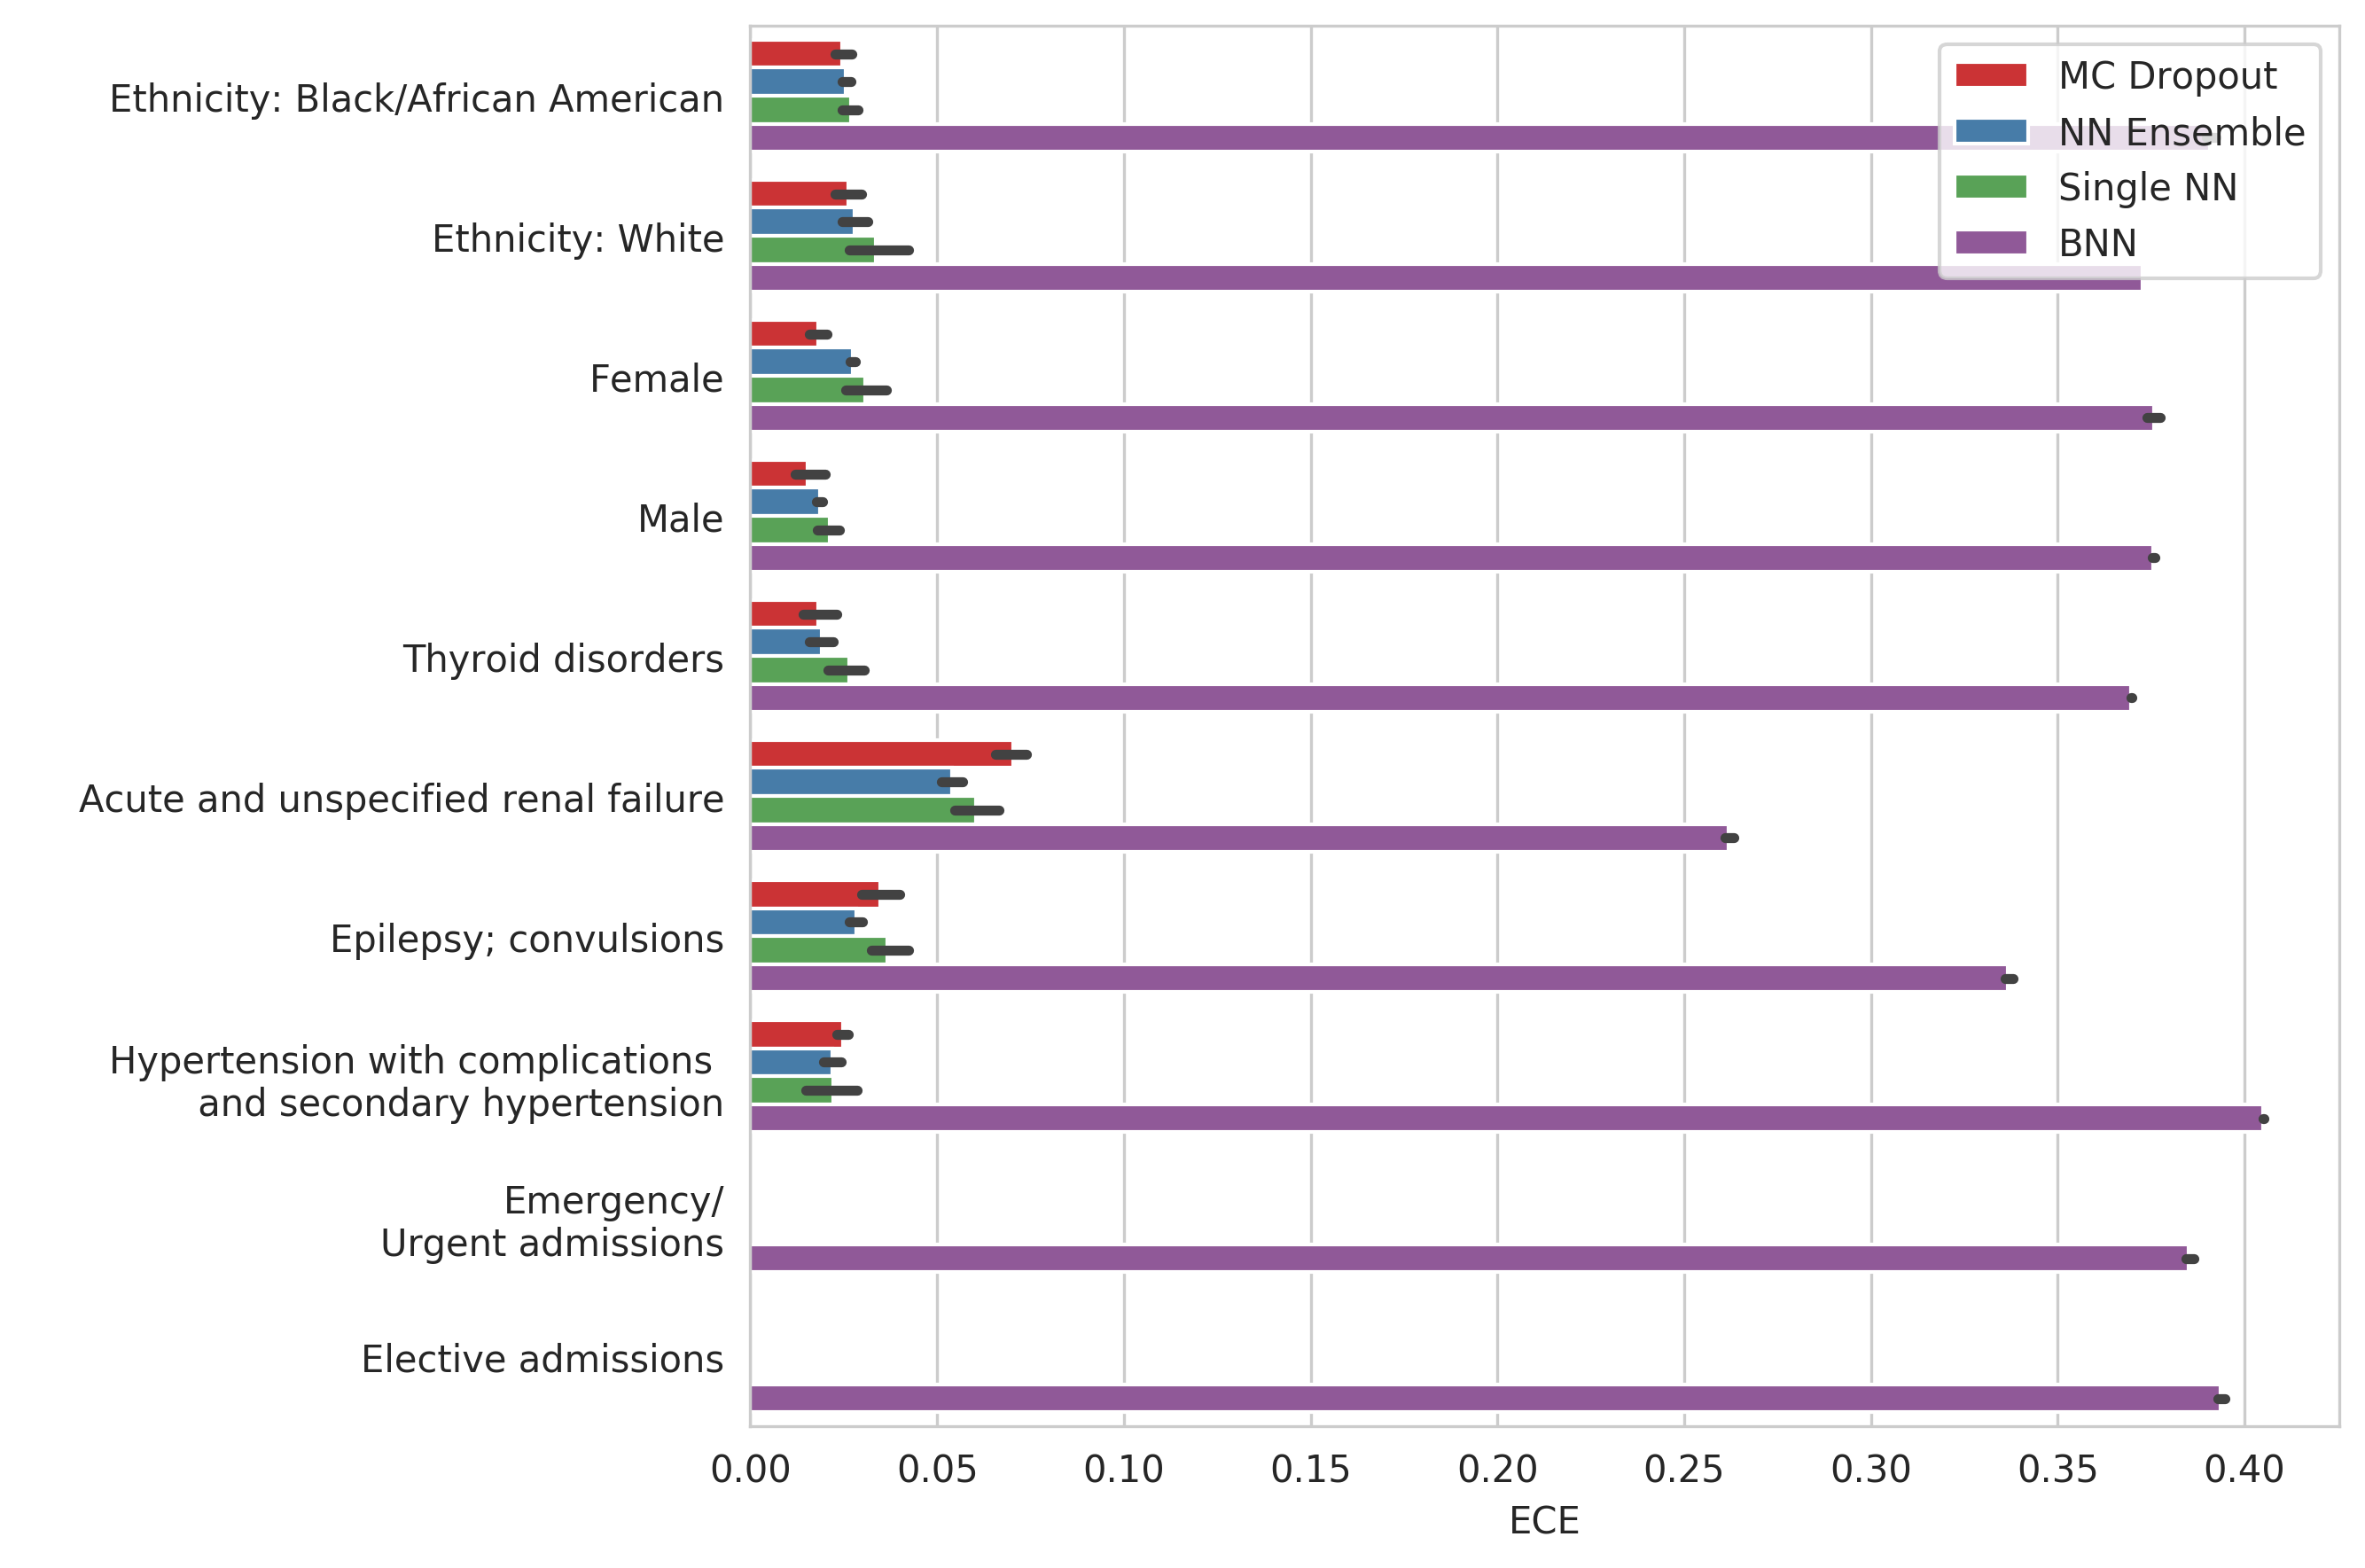 Ethnicity: Black/African American
Ethnicity: White
Female
Male
Thyroid disorders
Acute and unspecified renal failure
Epilepsy; convulsions
Hypertension with complications
and secondary hypertension
Emergency/
Urgent admissions
Elective admissions
MC Dropout
NN Ensemble
Single NN
BNN
0.00 0.05 0.10 0.15 0.20 0.25 0.30 0.35 0.40
ECE